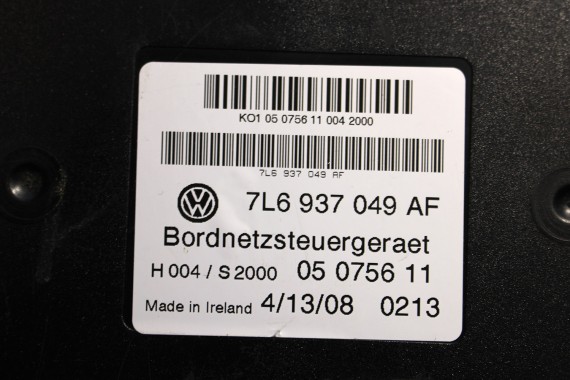 K01 05 0756 11 004 2000
7L6 937 049 AF
7L6 937 049 AF
Bordnetzsteuergeraet
H 004 / S 2000 05 0756 11
Made in Ireland 4/13/08 0213